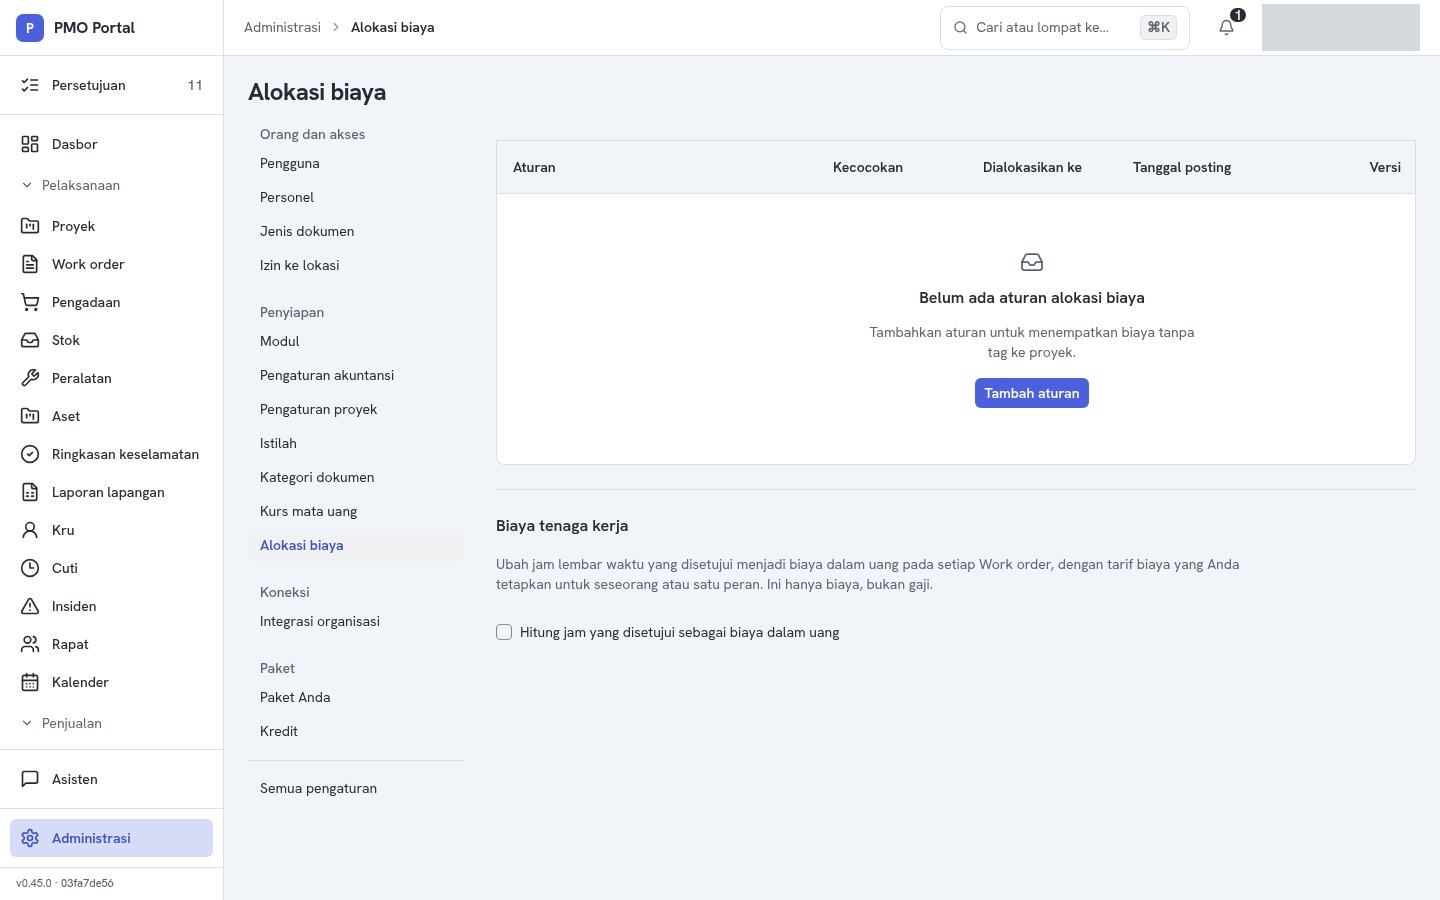 P PMO Portal
Administrasi > Alokasi biaya
Cari atau lompat ke...
⌘K
1
Persetujuan 11
Dasbor
Pelaksanaan
Proyek
Work order
Pengadaan
Stok
Peralatan
Aset
Ringkasan keselamatan
Laporan lapangan
Kru
Cuti
Insiden
Rapat
Kalender
Penjualan
Asisten
Administrasi
v0.45.0 · 03fa7de56
Alokasi biaya
Orang dan akses
Pengguna
Personel
Jenis dokumen
Izin ke lokasi
Penyiapan
Modul
Pengaturan akuntansi
Pengaturan proyek
Istilah
Kategori dokumen
Kurs mata uang
Alokasi biaya
Koneksi
Integrasi organisasi
Paket
Paket Anda
Kredit
Semua pengaturan
Aturan Kecocokan Dialokasikan ke Tanggal posting Versi
Belum ada aturan alokasi biaya
Tambahkan aturan untuk menempatkan biaya tanpa
tag ke proyek.
Tambah aturan
Biaya tenaga kerja
Ubah jam lembar waktu yang disetujui menjadi biaya dalam uang pada setiap Work order, dengan tarif biaya yang Anda
tetapkan untuk seseorang atau satu peran. Ini hanya biaya, bukan gaji.
Hitung jam yang disetujui sebagai biaya dalam uang